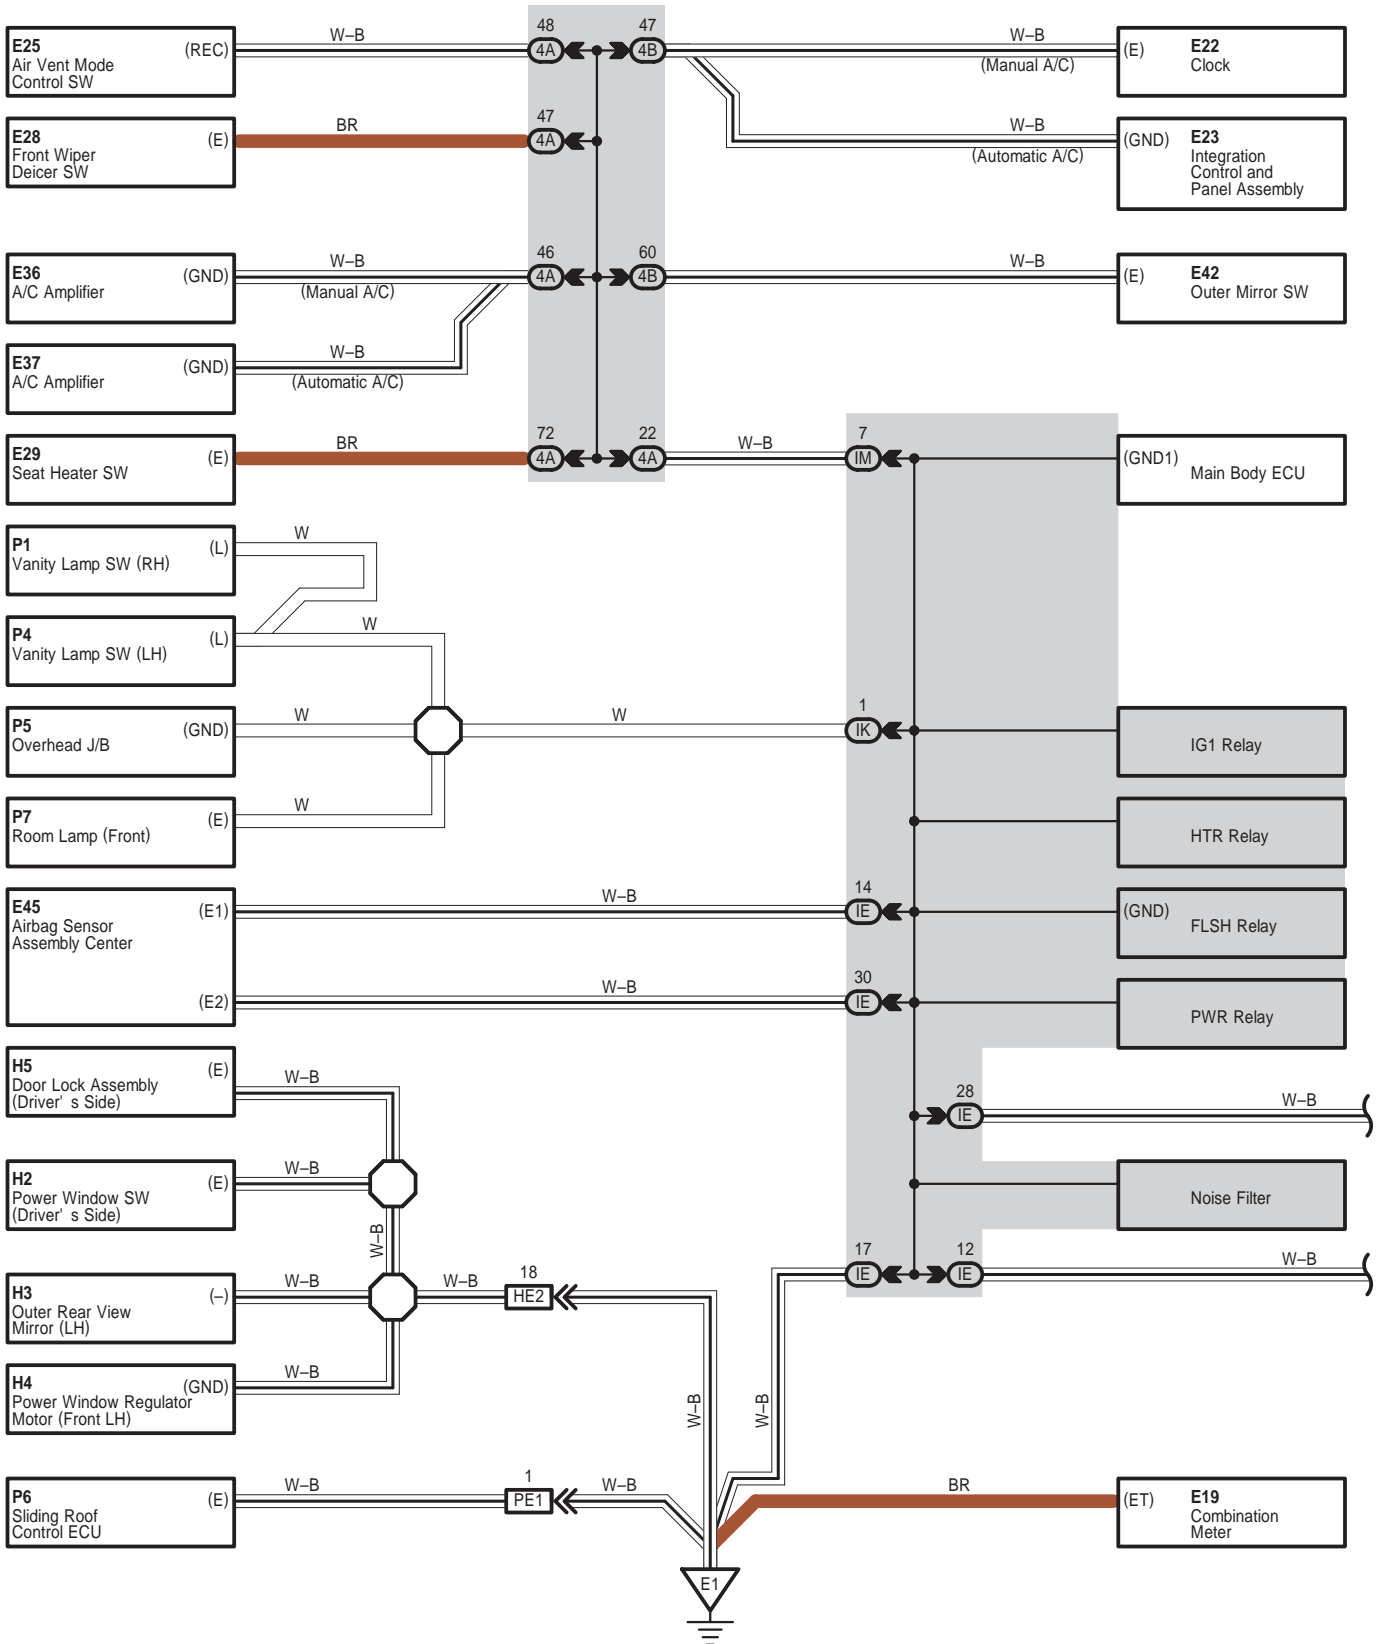 E25
(REC)
Air Vent Mode
Control SW
W–B
48
4A
47
4B
W–B
(Manual A/C)
(E)
E22
Clock
E28
(E)
Front Wiper
Deicer SW
BR
47
4A
W–B
(Automatic A/C)
(GND)
E23
Integration
Control and
Panel Assembly
E36
(GND)
A/C Amplifier
W–B
(Manual A/C)
46
4A
60
4B
W–B
(E)
E42
Outer Mirror SW
E37
(GND)
A/C Amplifier
W–B
(Automatic A/C)
E29
(E)
Seat Heater SW
BR
72
4A
22
4A
W–B
7
IM
(GND1)
Main Body ECU
P1
(L)
Vanity Lamp SW (RH)
W
P4
(L)
Vanity Lamp SW (LH)
W
P5
(GND)
Overhead J/B
W
W
1
IK
IG1 Relay
P7
(E)
Room Lamp (Front)
W
HTR Relay
E45
(E1)
Airbag Sensor
Assembly Center
W–B
14
IE
(GND)
FLSH Relay
(E2)
W–B
30
IE
PWR Relay
H5
(E)
Door Lock Assembly
(Driver' s Side)
W–B
28
IE
W–B
H2
(E)
Power Window SW
(Driver' s Side)
W–B
W–B
Noise Filter
17
IE
12
IE
W–B
H3
(–)
Outer Rear View
Mirror (LH)
W–B
W–B
18
HE2
H4
(GND)
Power Window Regulator
Motor (Front LH)
W–B
W–B
W–B
P6
(E)
Sliding Roof
Control ECU
W–B
1
PE1
W–B
BR
(ET)
E19
Combination
Meter
E1